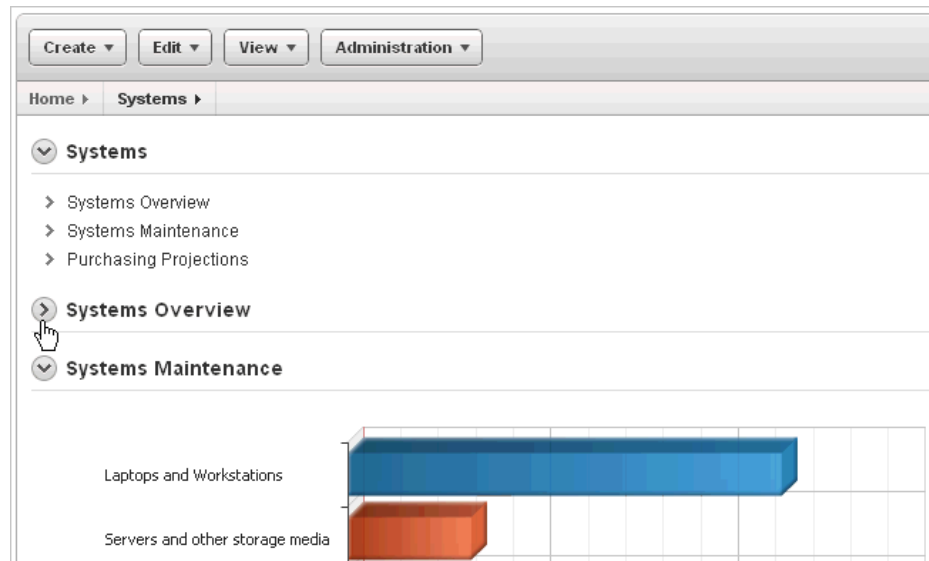 Create Edit View Administration
Home Systems
Systems
Systems Overview
Systems Maintenance
Purchasing Projections
Systems Overview
Systems Maintenance
Laptops and Workstations
Servers and other storage media